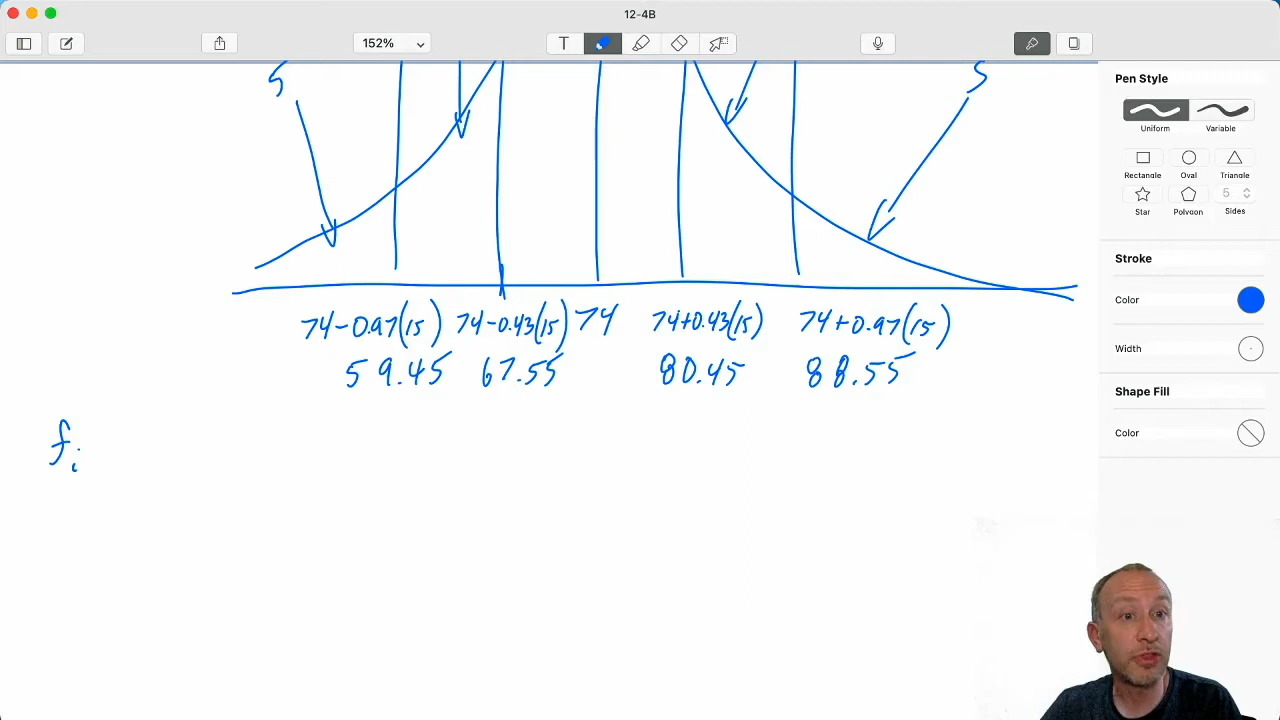 12-4B
152%
T
Pen Style
Uniform Variable
Rectangle Oval Triangle
5
Star Polygon Sides
Stroke
Color
Width
Shape Fill
Color
5 5
74-0.97(15) 74-0.43(15) 74 74+0.43(15) 74+0.97(15)
59.45 67.55 80.45 88.55
fi